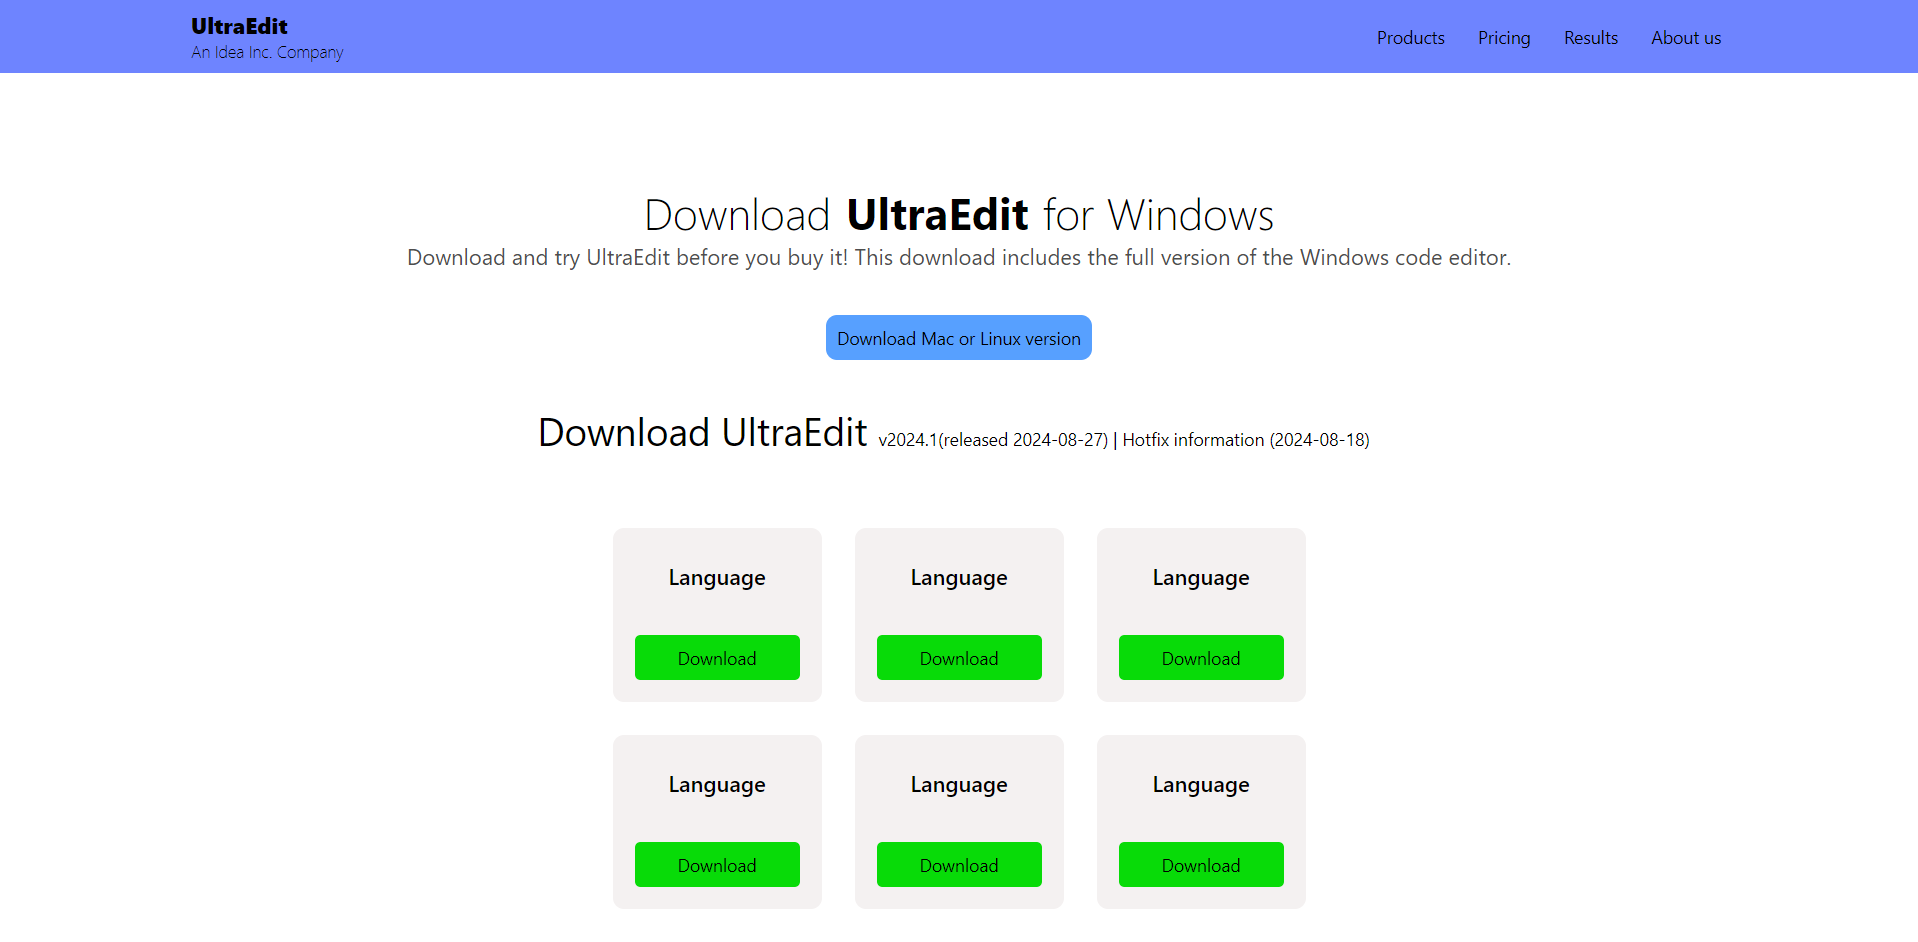 UltraEdit
An Idea Inc. Company
Products Pricing Results About us
Download UltraEdit for Windows
Download and try UltraEdit before you buy it! This download includes the full version of the Windows code editor.
Download Mac or Linux version
Download UltraEdit v2024.1(released 2024-08-27) | Hotfix information (2024-08-18)
Language Language Language
Download Download Download
Language Language Language
Download Download Download